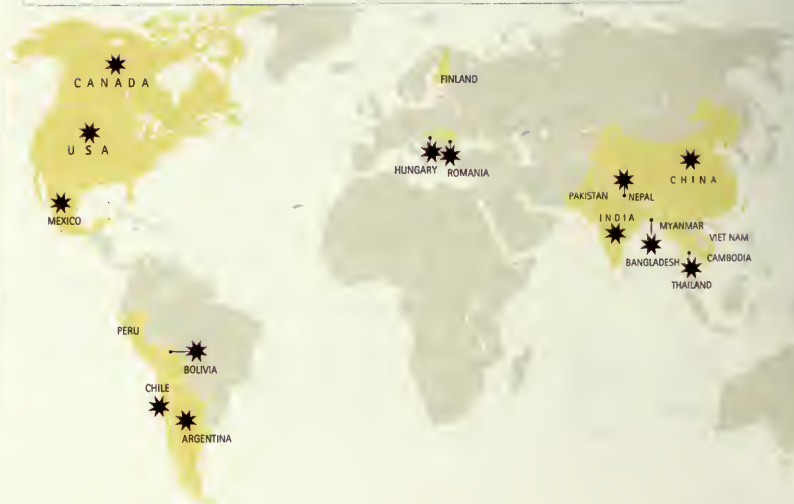 CANADA
USA
MEXICO
FINLAND
HUNGARY
ROMANIA
PAKISTAN
NEPAL
CHINA
INDIA
MYANMAR
VIET NAM
BANGLADESH
CAMBODIA
THAILAND
PERU
BOLIVIA
CHILE
ARGENTINA